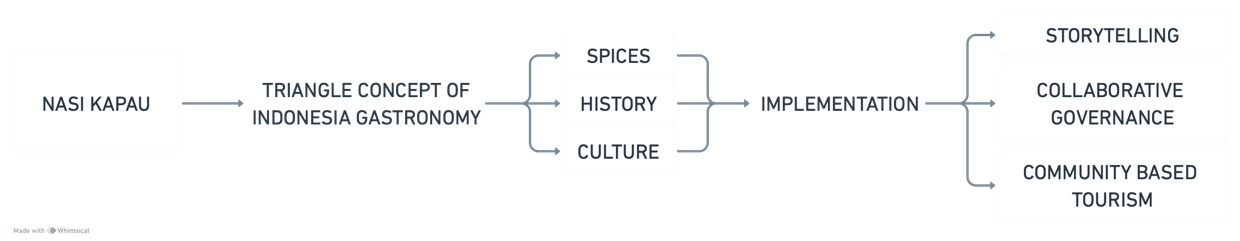 NASI KAPAU
TRIANGLE CONCEPT OF
INDONESIA GASTRONOMY
SPICES
HISTORY
CULTURE
IMPLEMENTATION
STORYTELLING
COLLABORATIVE
GOVERNANCE
COMMUNITY BASED
TOURISM
Made with Whimsical